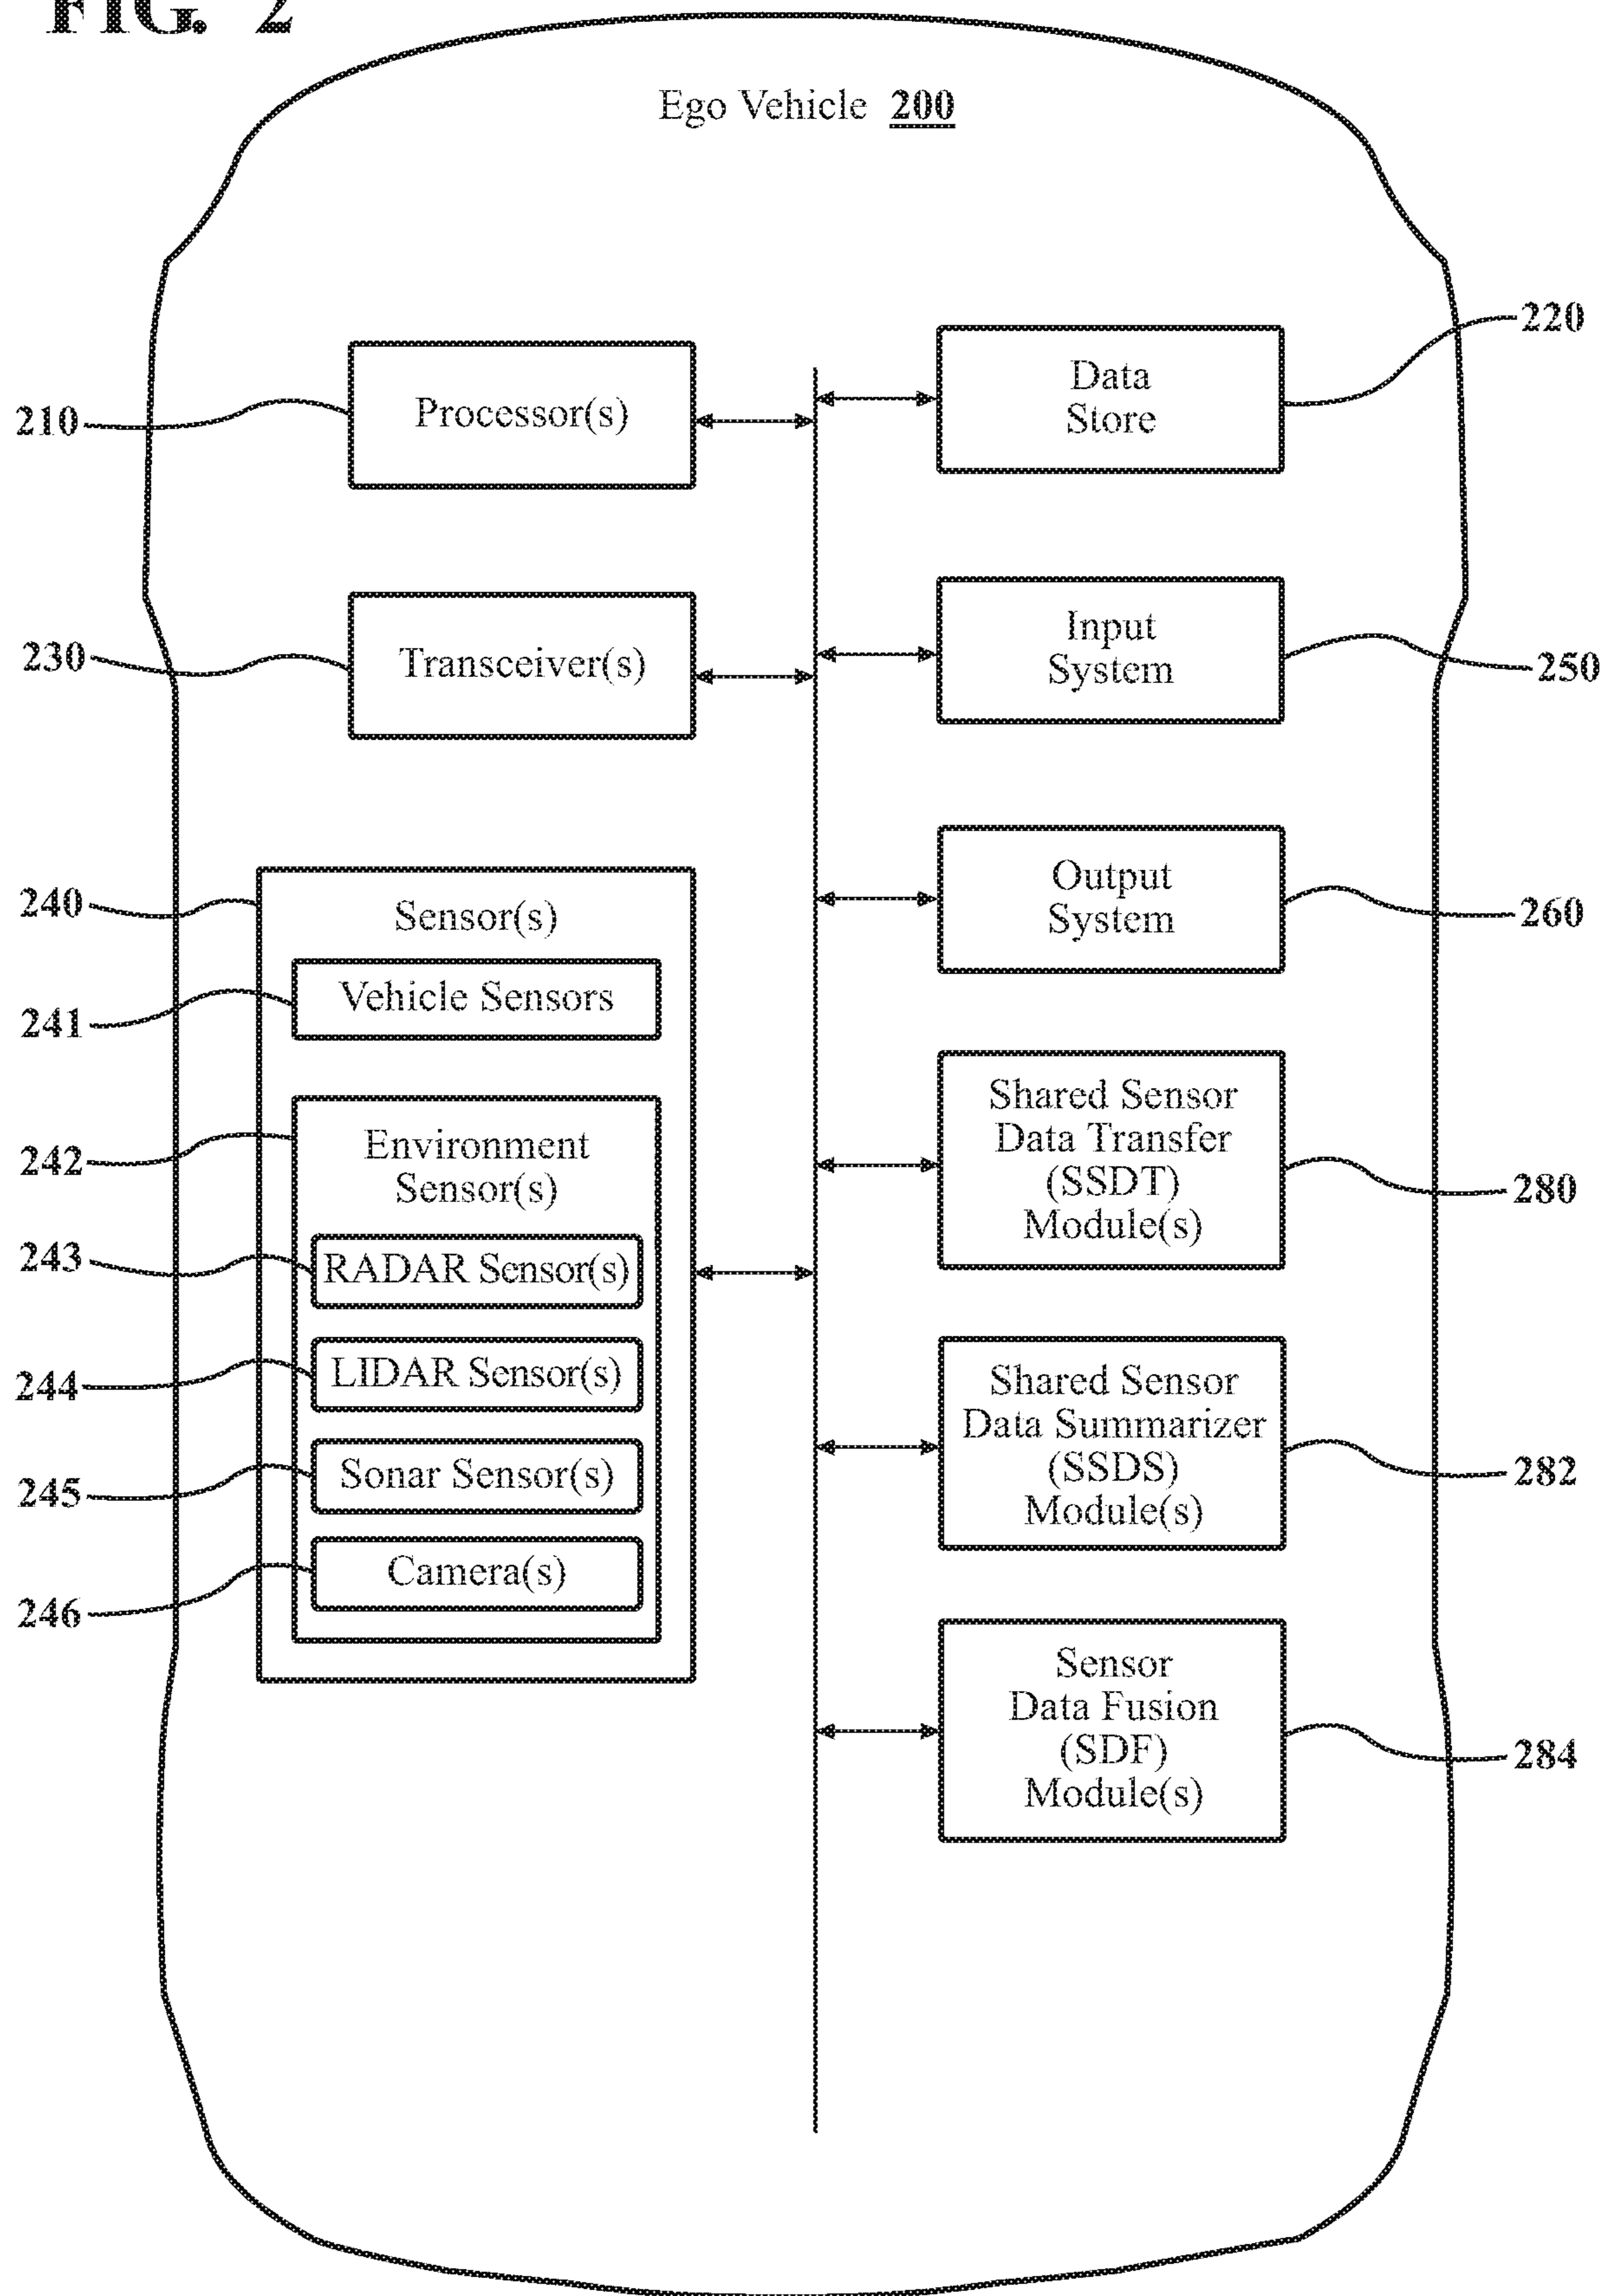 FIG. 2
Ego Vehicle 200
210
Processor(s)
Data
Store
220
230
Transceiver(s)
Input
System
250
240
Sensor(s)
Output
System
260
241
Vehicle Sensors
242
Environment
Sensor(s)
Shared Sensor
Data Transfer
(SSDT)
Module(s)
280
243
RADAR Sensor(s)
244
LIDAR Sensor(s)
Shared Sensor
Data Summarizer
(SSDS)
Module(s)
282
245
Sonar Sensor(s)
246
Camera(s)
Sensor
Data Fusion
(SDF)
Module(s)
284